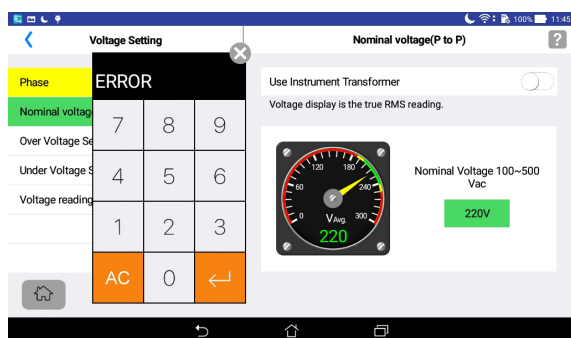 100% 11:45
Voltage Setting
Nominal voltage(P to P)
?
Phase
Nominal voltag
Over Voltage Se
Under Voltage S
Voltage reading
ERROR
7 8 9
4 5 6
1 2 3
AC 0
Use Instrument Transformer
Voltage display is the true RMS reading.
0 60 120 180 240 300
VAvg.
220
Nominal Voltage 100~500
Vac
220V